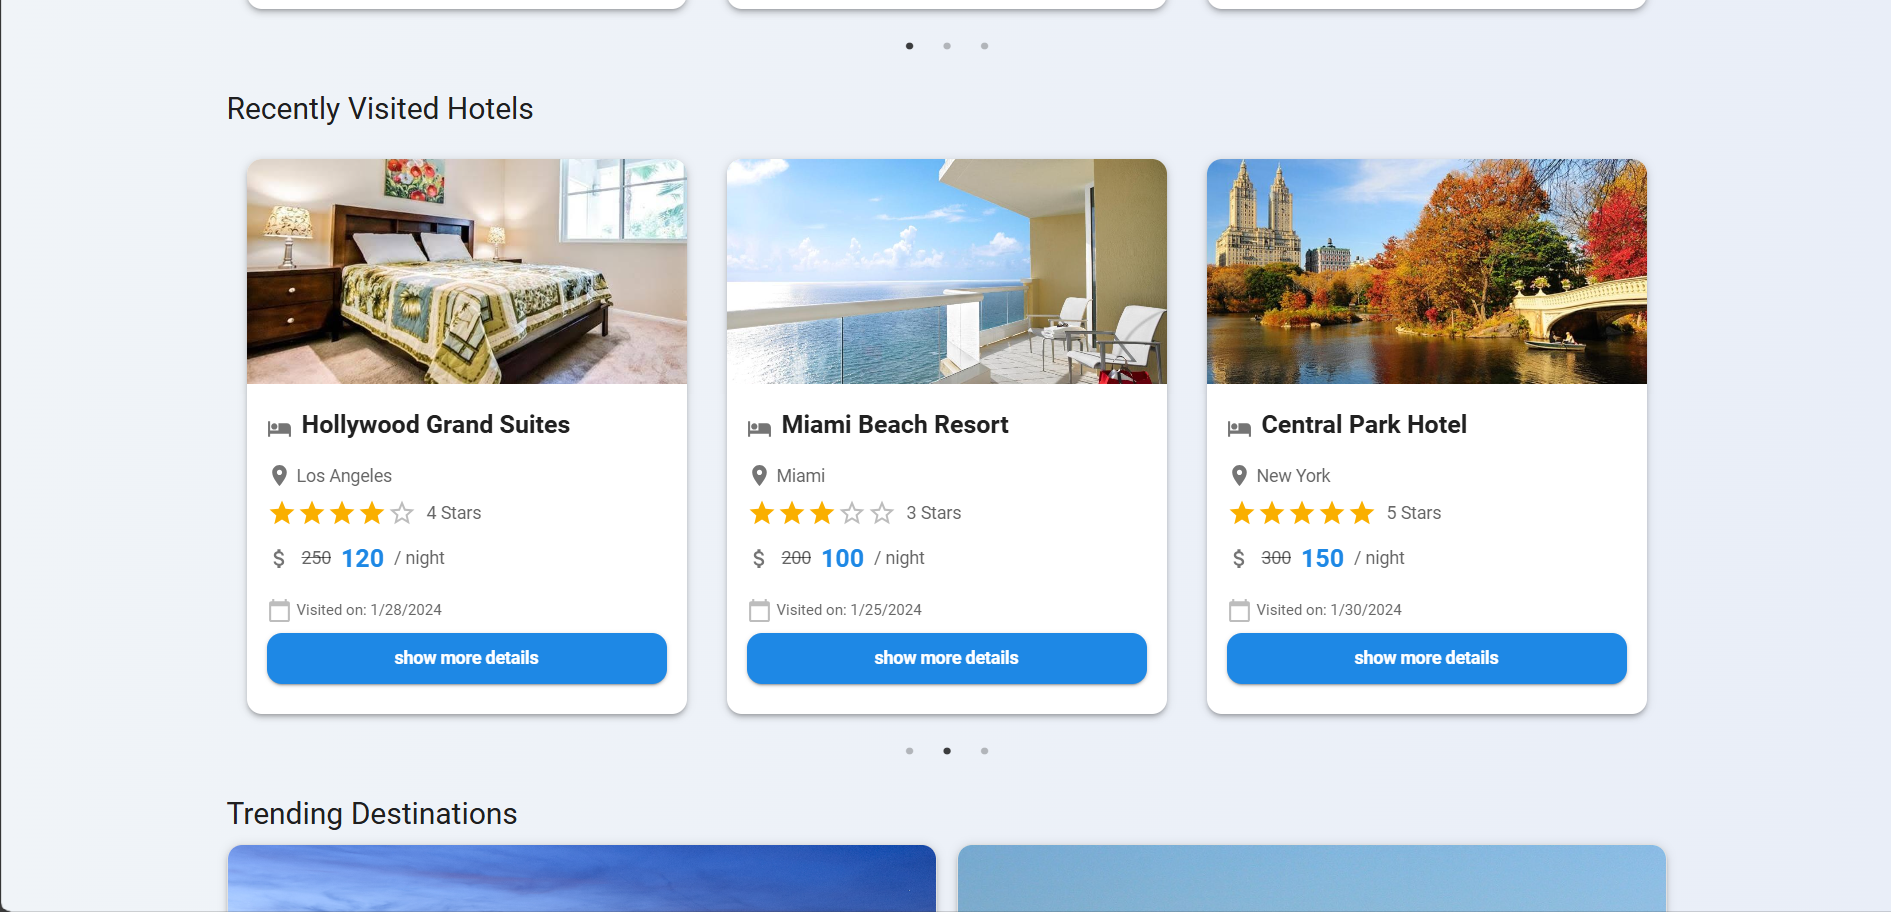 Recently Visited Hotels
Hollywood Grand Suites
Los Angeles
4 Stars
$ 250 120 / night
Visited on: 1/28/2024
show more details
Miami Beach Resort
Miami
3 Stars
$ 200 100 / night
Visited on: 1/25/2024
show more details
Central Park Hotel
New York
5 Stars
$ 300 150 / night
Visited on: 1/30/2024
show more details
Trending Destinations